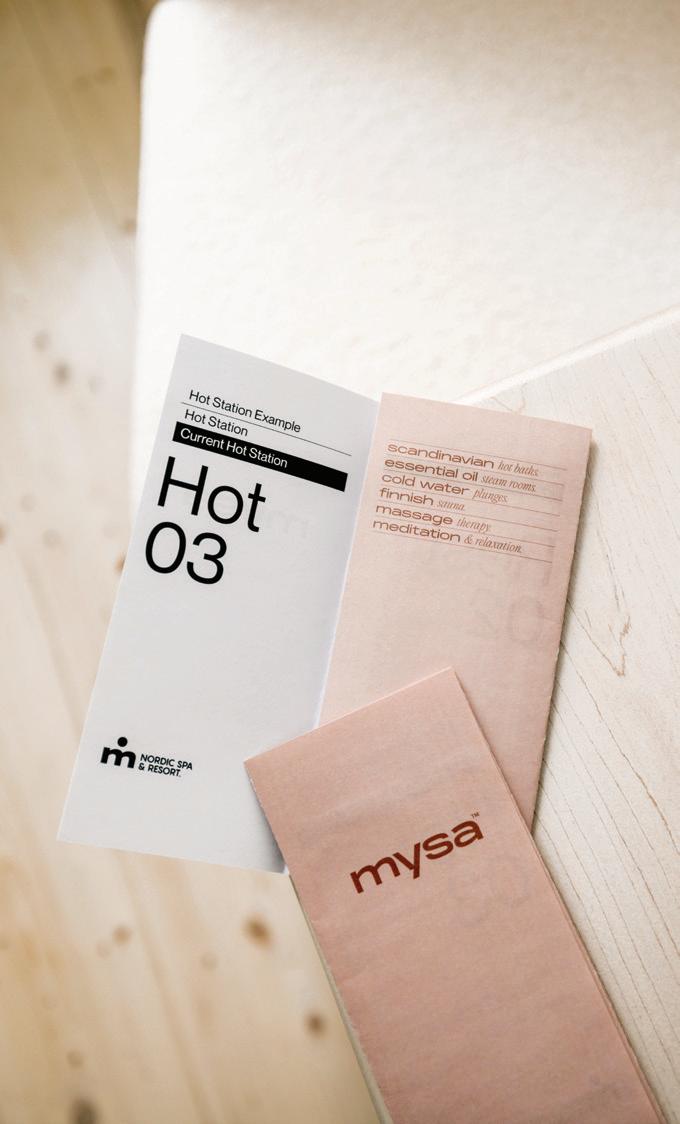 Hot Station Example
Hot Station
Current Hot Station
Hot
03
NORDIC SPA
& RESORT.
scandinavian hot baths.
essential oil steam rooms.
cold water plunges.
finnish sauna.
massage therapy.
meditation & relaxation.
mysa™